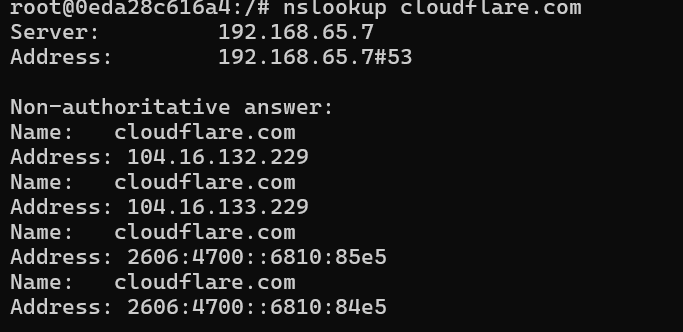 root@0eda28c616a4:/# nslookup cloudflare.com
Server:         192.168.65.7
Address:        192.168.65.7#53

Non-authoritative answer:
Name:   cloudflare.com
Address: 104.16.132.229
Name:   cloudflare.com
Address: 104.16.133.229
Name:   cloudflare.com
Address: 2606:4700::6810:85e5
Name:   cloudflare.com
Address: 2606:4700::6810:84e5